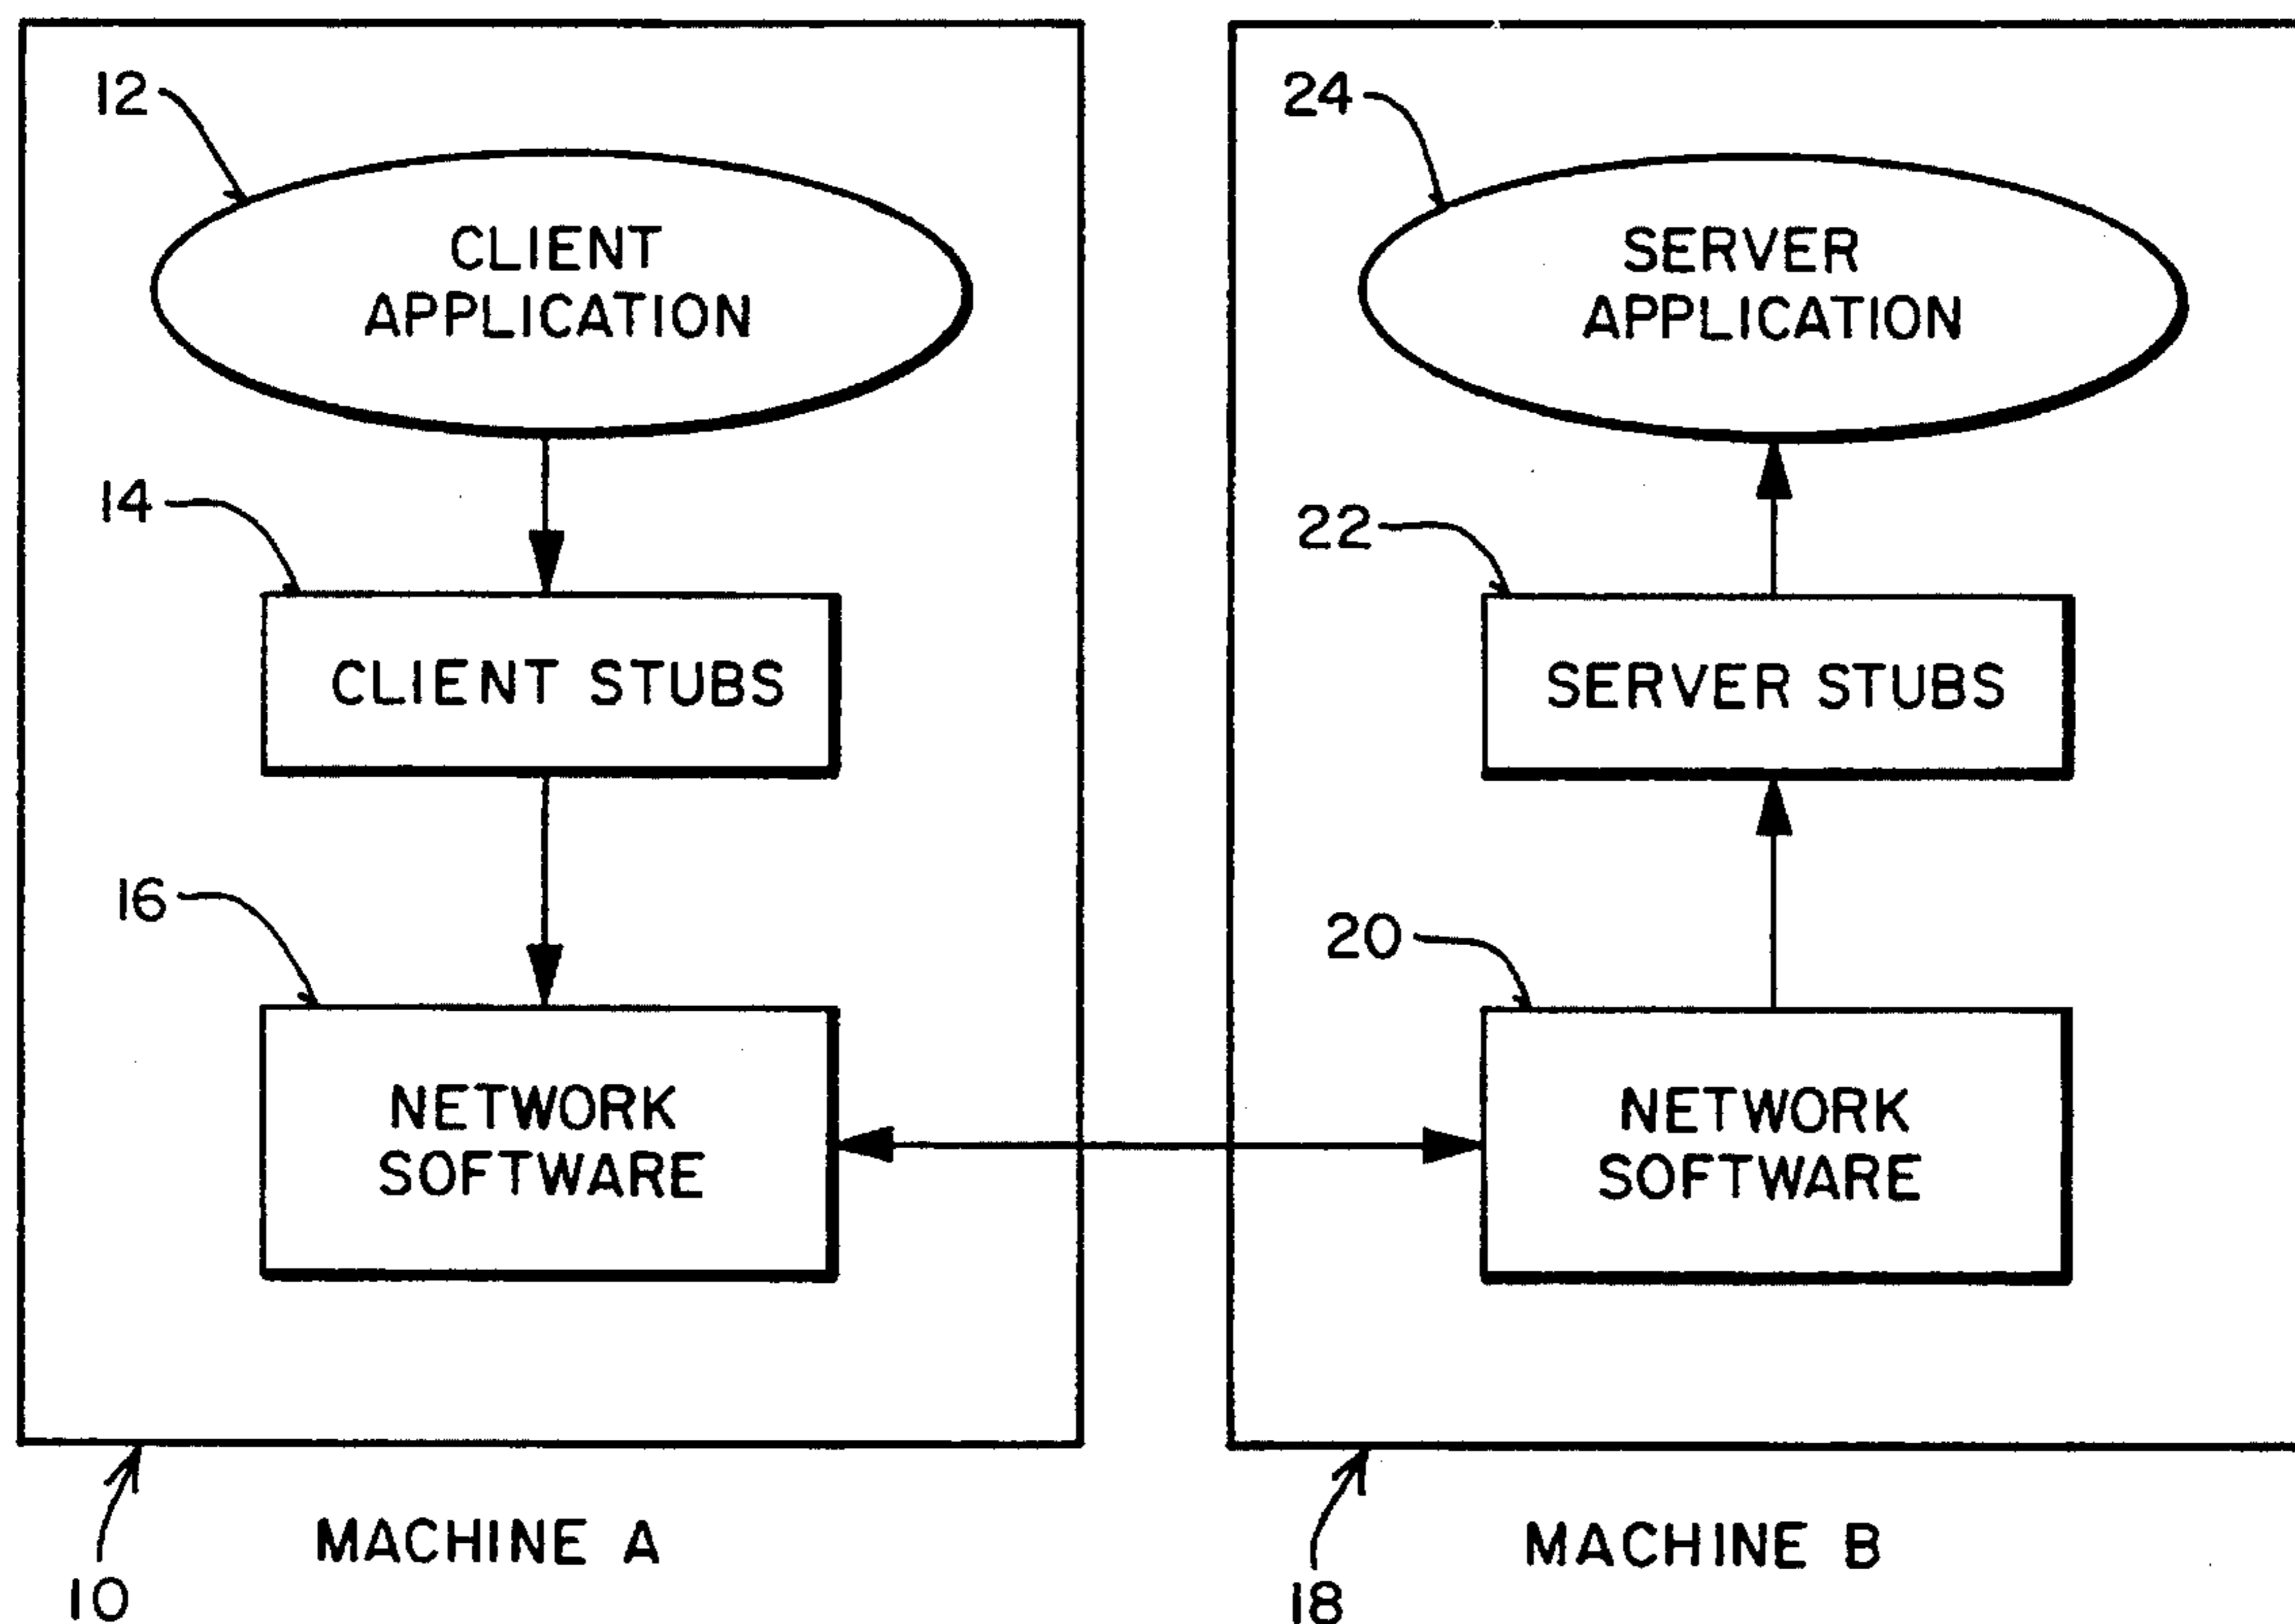 12
CLIENT
APPLICATION
14
CLIENT STUBS
16
NETWORK
SOFTWARE
10
MACHINE A
24
SERVER
APPLICATION
22
SERVER STUBS
20
NETWORK
SOFTWARE
18
MACHINE B